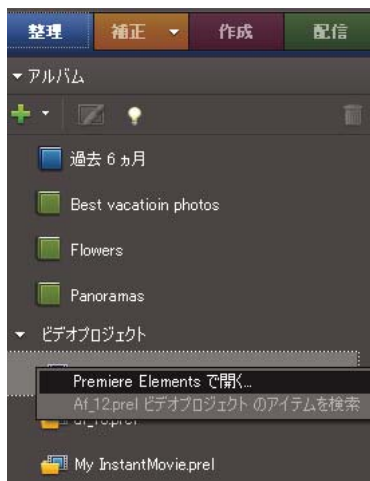 整理 補正 作成 配信
アルバム
過去 6 ヵ月
Best vacatioin photos
Flowers
Panoramas
ビデオプロジェクト
Premiere Elements で開く...
Af_12.prel ビデオプロジェクト のアイテムを検索
My InstantMovie.prel